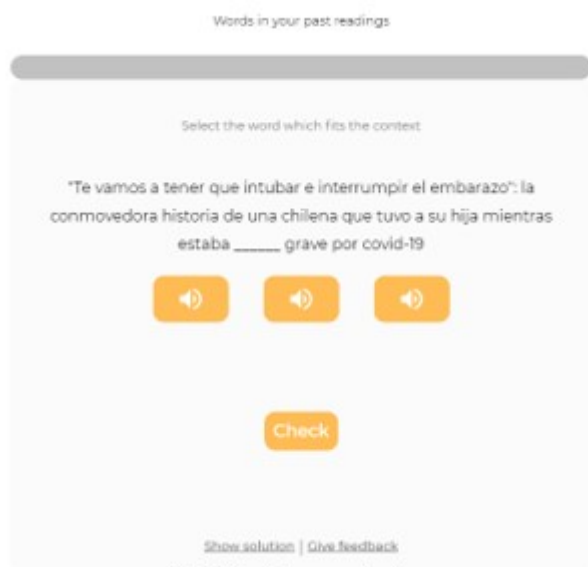 Words in your past readings
Select the word which fits the context
"Te vamos a tener que intubar e interrumpir el embarazo": la
conmovedora historia de una chilena que tuvo a su hija mientras
estaba ______ grave por covid-19
Check
Show solution | Give feedback